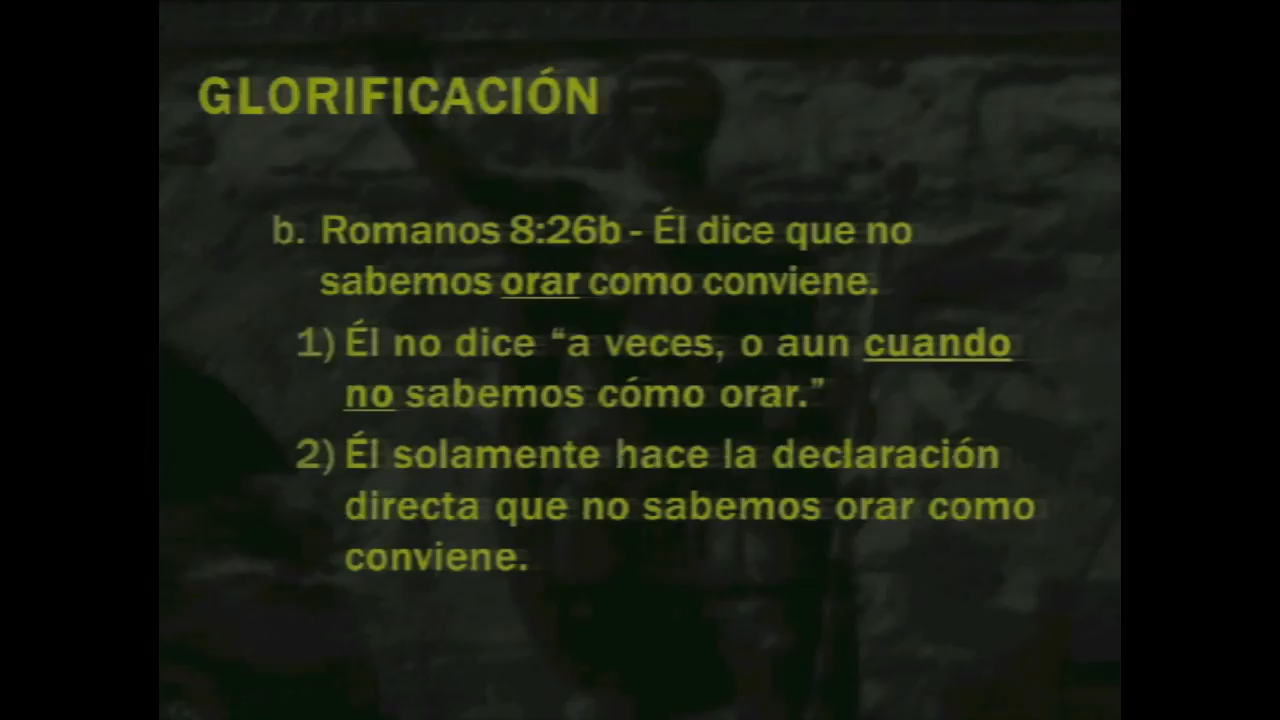 GLORIFICACIÓN
b. Romanos 8:26b - Él dice que no
sabemos orar como conviene.
1) Él no dice “a veces, o aun cuando
no sabemos cómo orar.”
2) Él solamente hace la declaración
directa que no sabemos orar como
conviene.